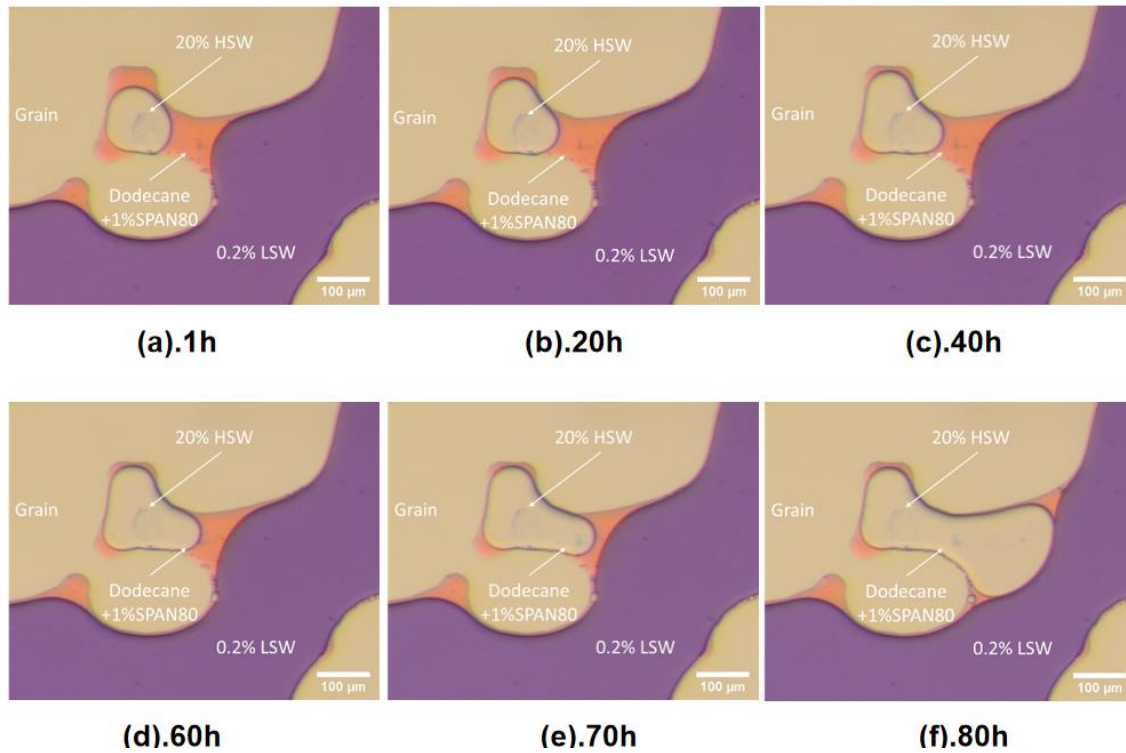 20% HSW
Grain
Dodecane
+1%SPAN80
0.2% LSW
100 µm
(a).1h
20% HSW
Grain
Dodecane
+1%SPAN80
0.2% LSW
100 µm
(b).20h
20% HSW
Grain
Dodecane
+1%SPAN80
0.2% LSW
100 µm
(c).40h
20% HSW
Grain
Dodecane
+1%SPAN80
0.2% LSW
100 µm
(d).60h
20% HSW
Grain
Dodecane
+1%SPAN80
0.2% LSW
100 µm
(e).70h
20% HSW
Grain
Dodecane
+1%SPAN80
0.2% LSW
100 µm
(f).80h